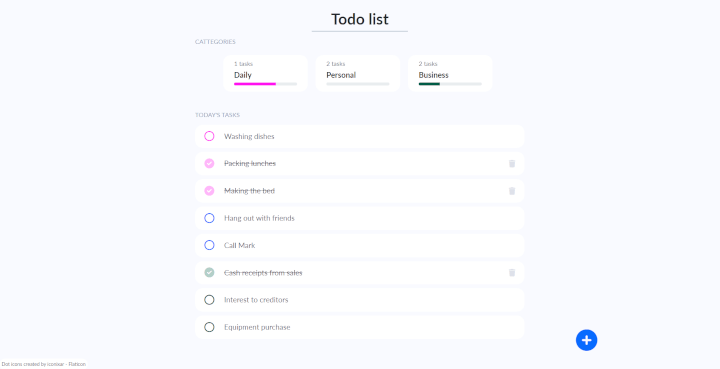 Todo list
CATTEGORIES
1 tasks
Daily
2 tasks
Personal
2 tasks
Business
TODAY'S TASKS
Washing dishes
Packing lunches
Making the bed
Hang out with friends
Call Mark
Cash receipts from sales
Interest to creditors
Equipment purchase
Dot icons created by - Flaticon